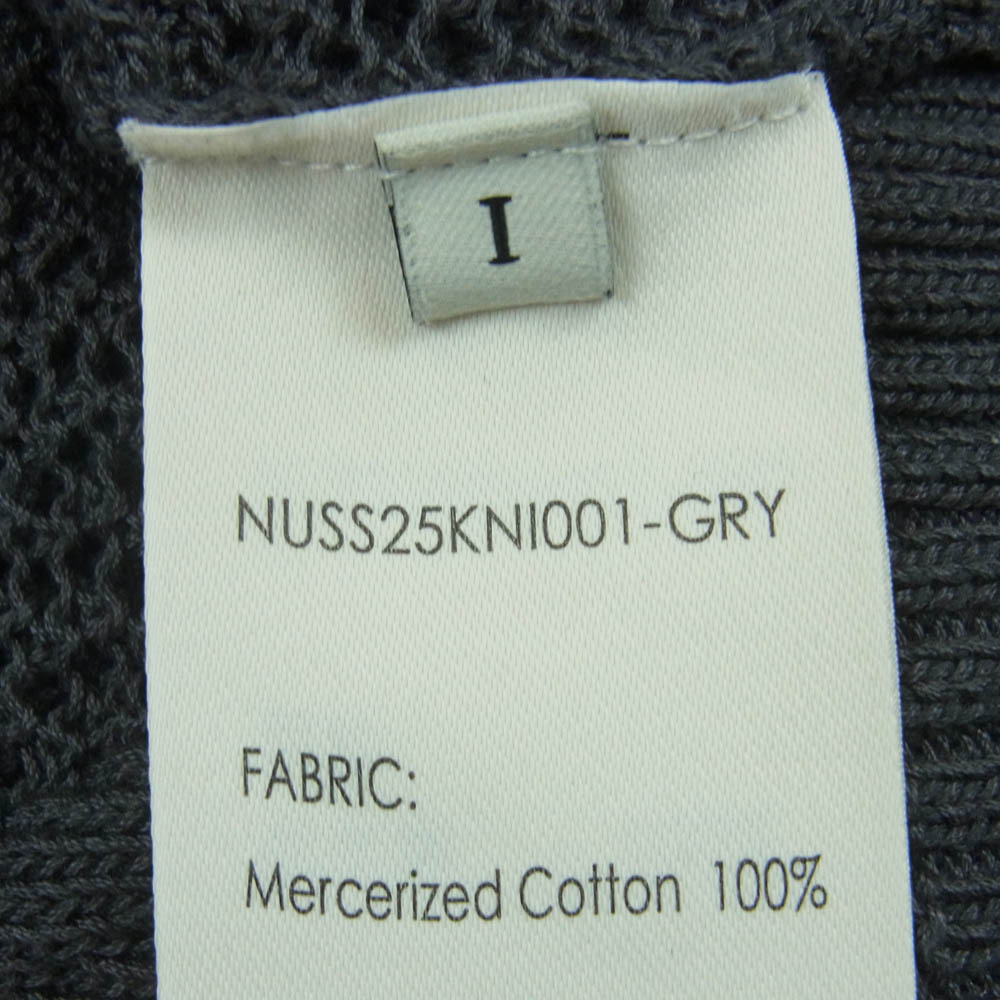 I
NUSS25KNI001-GRY
FABRIC:
Mercerized Cotton 100%